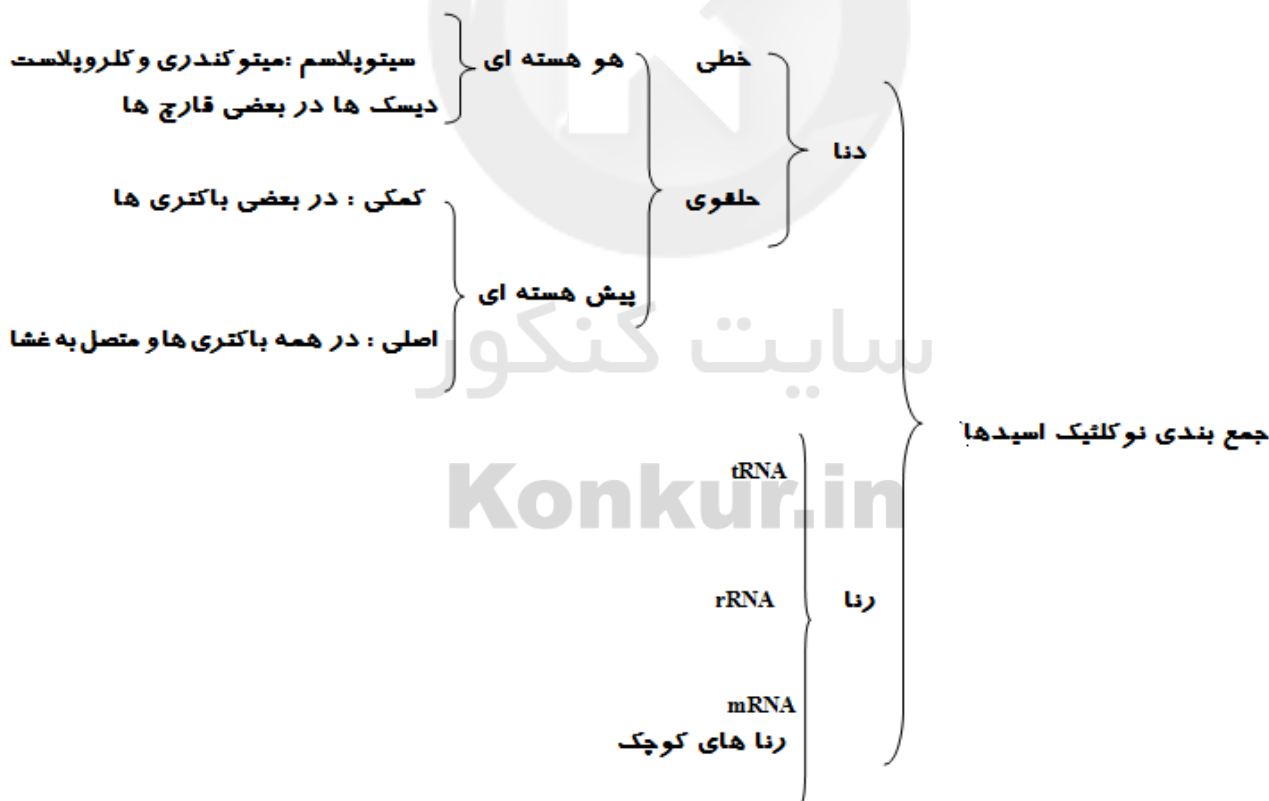 جمع بندی نوکلئیک اسیدها
دنا
خطی
حلقوی
هو هسته ای
سیتوپلاسم :میتوکندری و کلروپلاست
دیسک ها در بعضی قارچ ها
پیش هسته ای
کمکی : در بعضی باکتری ها
اصلی : در همه باکتری ها و متصل به غشا
رنا
tRNA
rRNA
mRNA
رنا های کوچک
سایت کنکور
Konkur.in